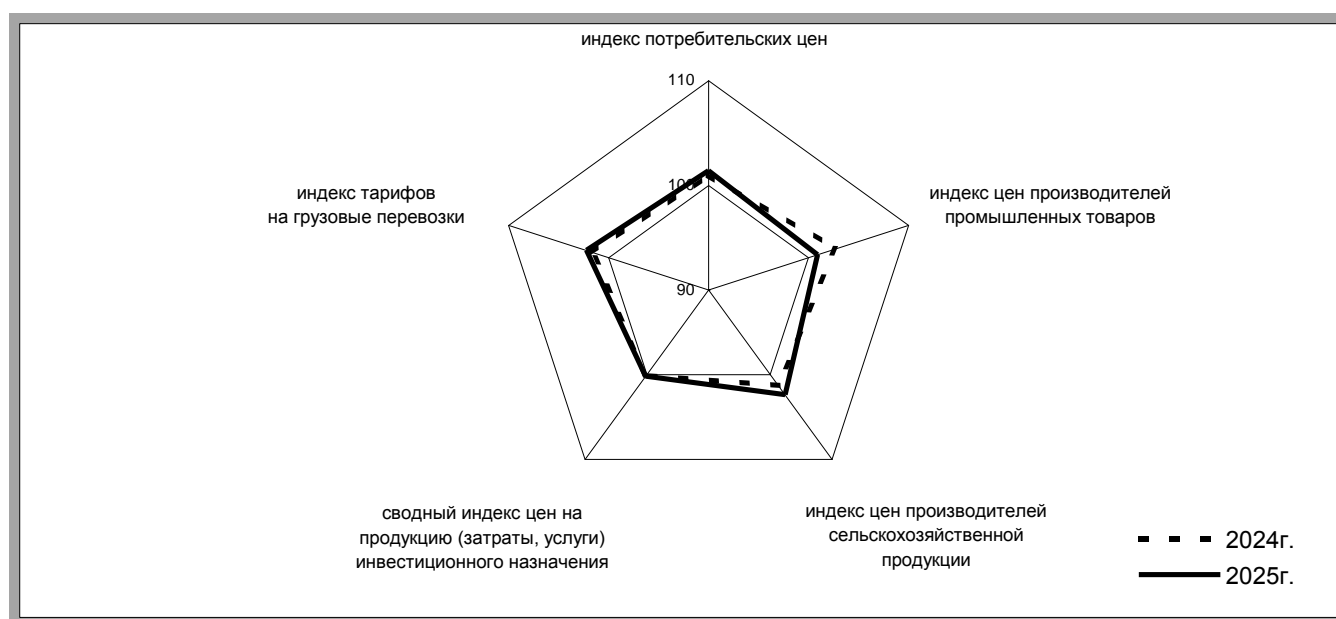 индекс потребительских цен
110
100
90
индекс тарифов
на грузовые перевозки
индекс цен производителей
промышленных товаров
сводный индекс цен на
продукцию (затраты, услуги)
инвестиционного назначения
индекс цен производителей
сельскохозяйственной
продукции
2024г.
2025г.